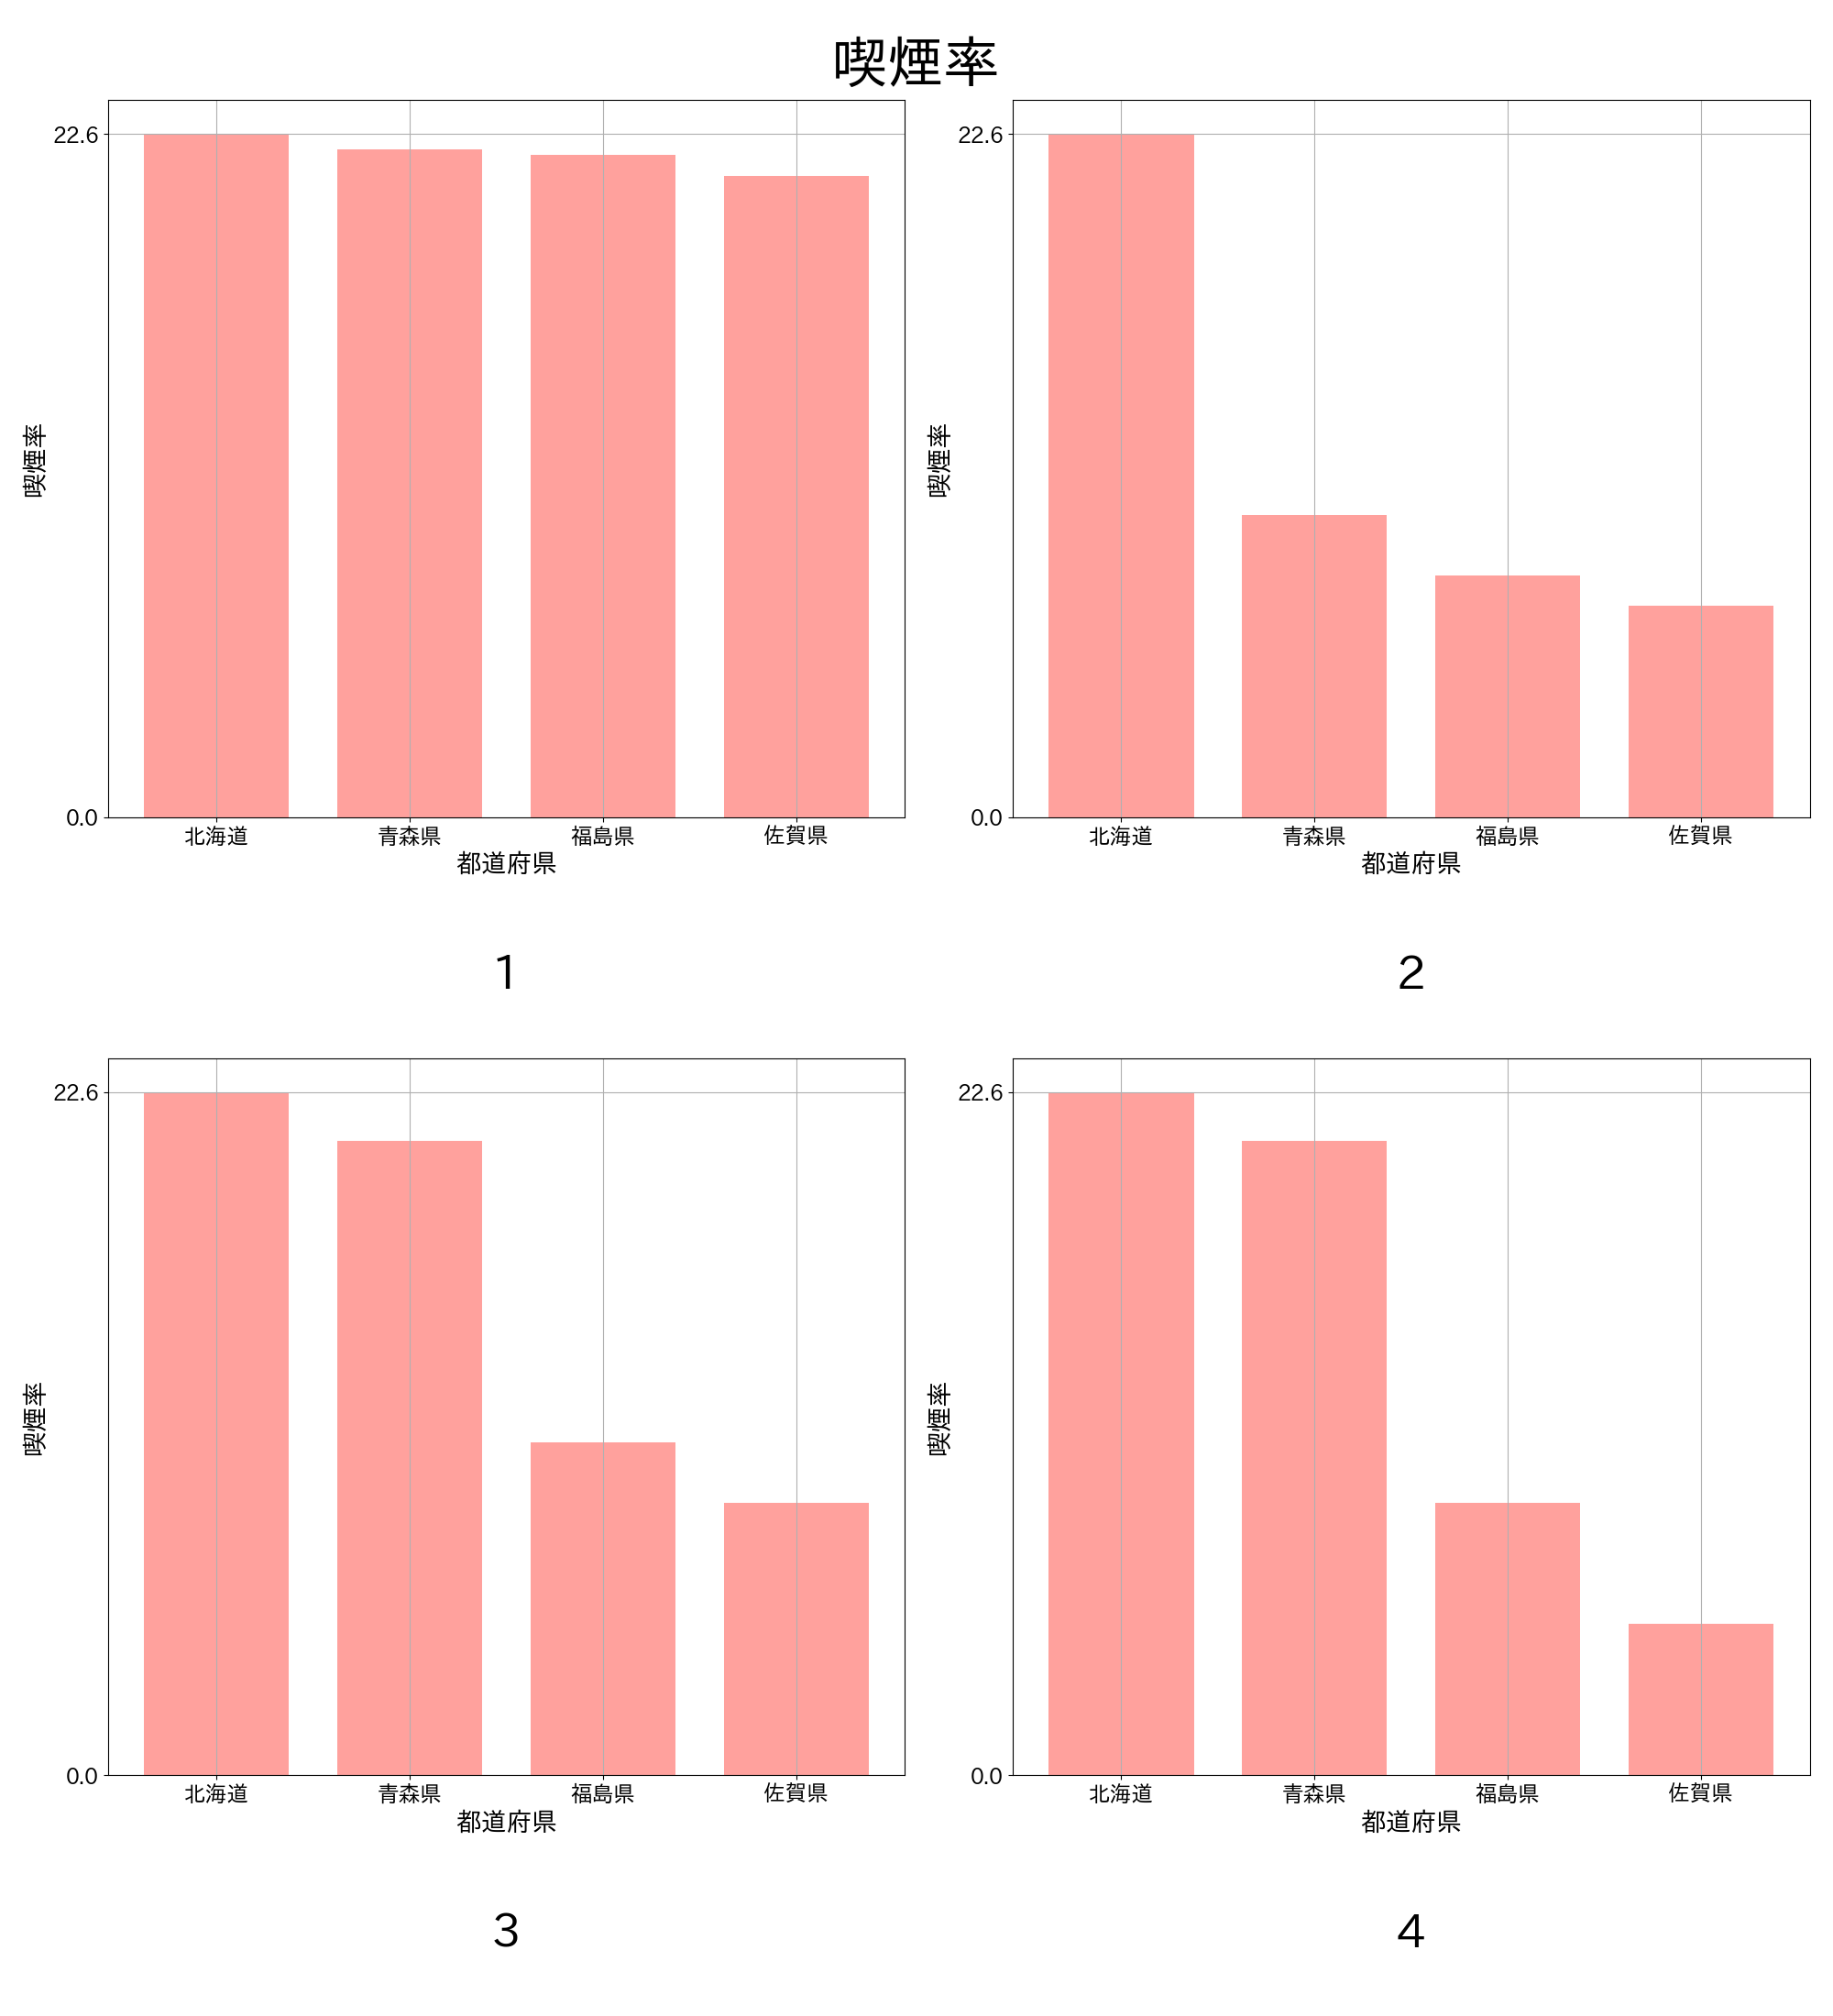 喫煙率
22.6
0.0
喫煙率
北海道 青森県 福島県 佐賀県
都道府県
1
22.6
0.0
喫煙率
北海道 青森県 福島県 佐賀県
都道府県
2
22.6
0.0
喫煙率
北海道 青森県 福島県 佐賀県
都道府県
3
22.6
0.0
喫煙率
北海道 青森県 福島県 佐賀県
都道府県
4